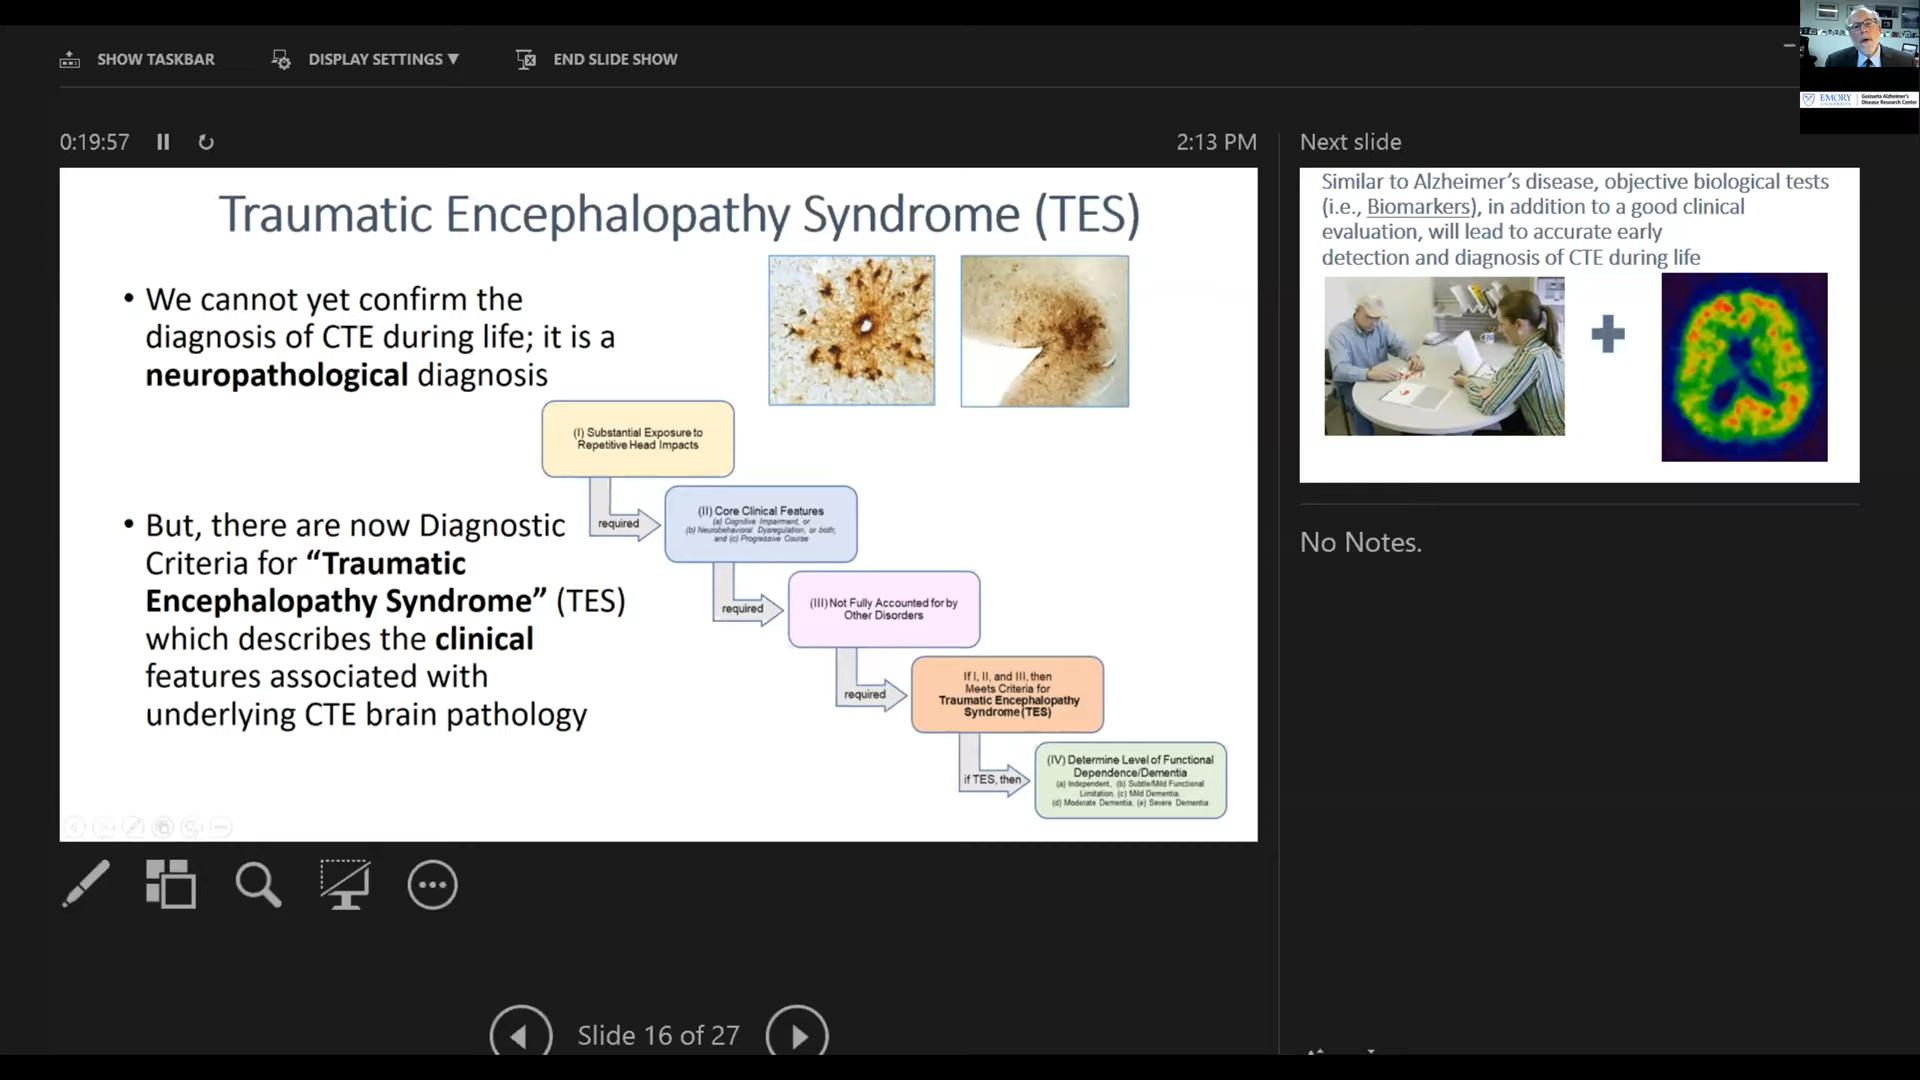 SHOW TASKBAR
DISPLAY SETTINGS ▼
END SLIDE SHOW
EMORY
UNIVERSITY
Goizueta Alzheimer's
Disease Research Center
0:19:57
2:13 PM
Next slide
Traumatic Encephalopathy Syndrome (TES)
• We cannot yet confirm the
diagnosis of CTE during life; it is a
neuropathological diagnosis
• But, there are now Diagnostic
Criteria for “Traumatic
Encephalopathy Syndrome” (TES)
which describes the clinical
features associated with
underlying CTE brain pathology
(I) Substantial Exposure to
Repetitive Head Impacts
required
(II) Core Clinical Features
(a) Cognitive Impairment, or
(b) Neurobehavioral Dysregulation, or both;
and (c) Progressive Course
required
(III) Not Fully Accounted for by
Other Disorders
required
If I, II, and III, then
Meets Criteria for
Traumatic Encephalopathy
Syndrome (TES)
if TES, then
(IV) Determine Level of Functional
Dependence/Dementia
(a) Independent, (b) Subtle/Mild Functional
Limitation, (c) Mild Dementia,
(d) Moderate Dementia, (e) Severe Dementia
Similar to Alzheimer’s disease, objective biological tests
(i.e., Biomarkers), in addition to a good clinical
evaluation, will lead to accurate early
detection and diagnosis of CTE during life
No Notes.
Slide 16 of 27